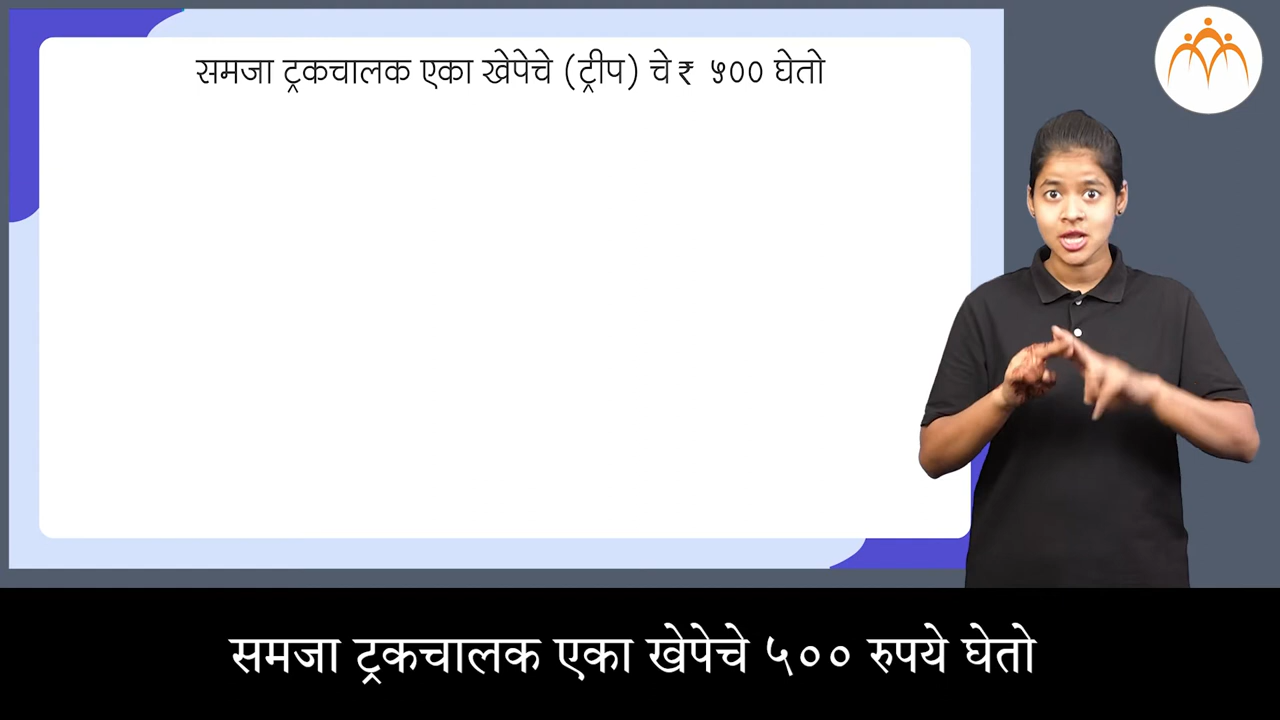 समजा ट्रकचालक एका खेपेचे (ट्रीप) चे ₹ ५०० घेतो
समजा ट्रकचालक एका खेपेचे ५०० रुपये घेतो